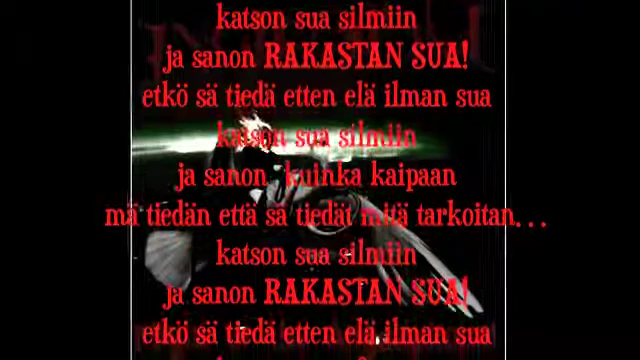 katson sua silmiin
ja sanon RAKASTAN SUA!
etkö sä tiedä etten elä ilman sua
katson sua silmiin
ja sanon kuinka kaipaan
mä tiedän että sä tiedät mitä tarkoitan...
katson sua silmiin
ja sanon RAKASTAN SUA!
etkö sä tiedä etten elä ilman sua